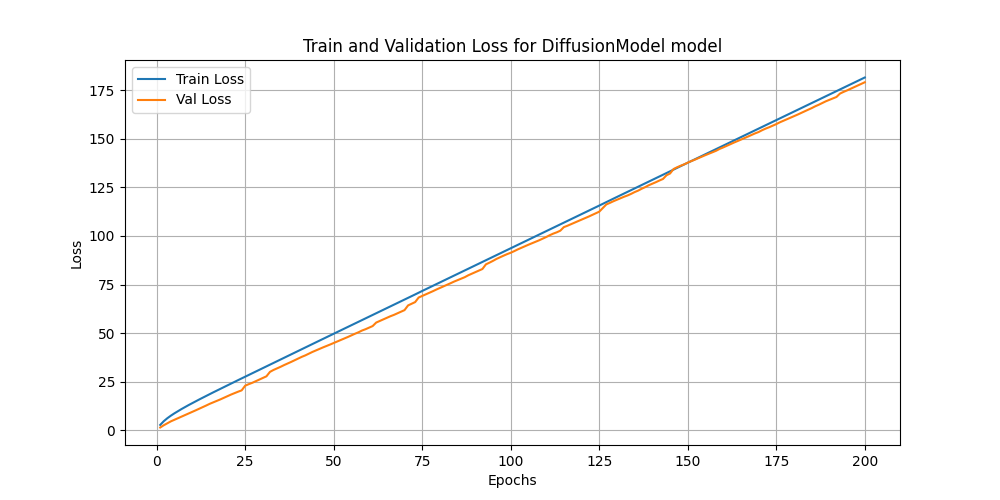 Train and Validation Loss for DiffusionModel model
Train Loss
Val Loss
Loss
175
150
125
100
75
50
25
0
0 25 50 75 100 125 150 175 200
Epochs